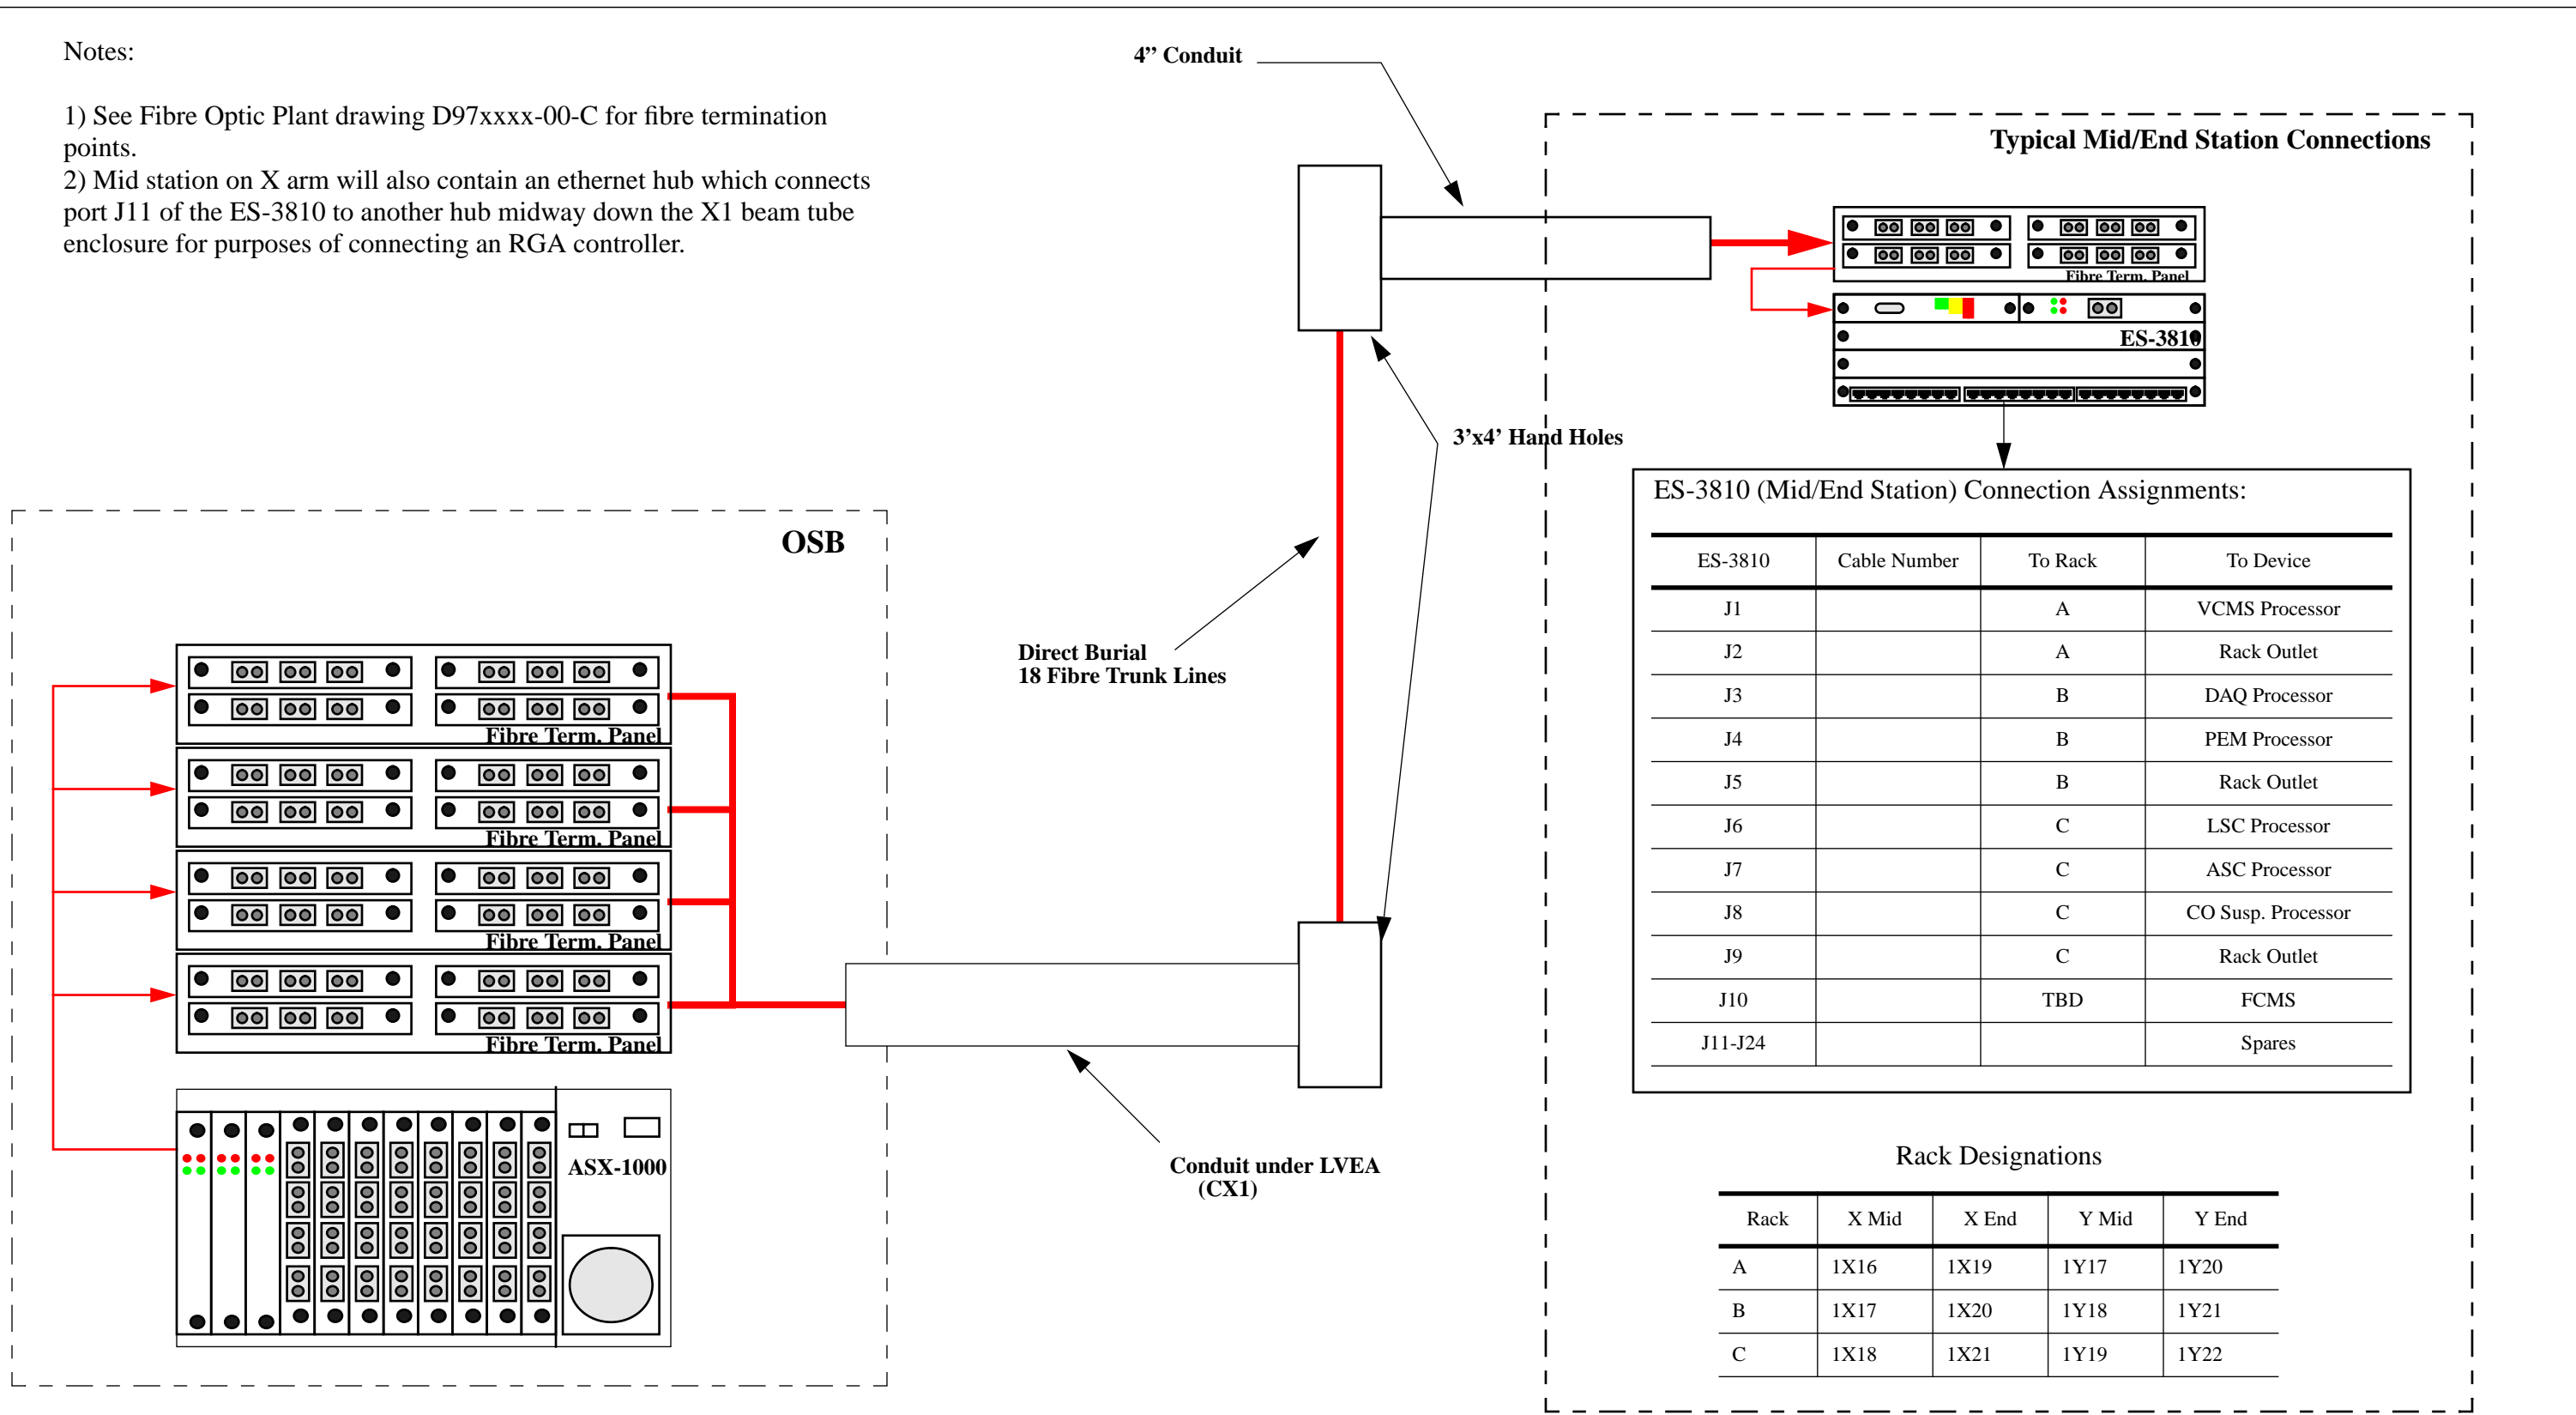 Notes:
1) See Fibre Optic Plant drawing D97xxxx-00-C for fibre termination
points.
2) Mid station on X arm will also contain an ethernet hub which connects
port J11 of the ES-3810 to another hub midway down the X1 beam tube
enclosure for purposes of connecting an RGA controller.
4” Conduit
Typical Mid/End Station Connections
Fibre Term. Panel
ES-3810
3’x4’ Hand Holes
ES-3810 (Mid/End Station) Connection Assignments:
ES-3810 Cable Number To Rack To Device
J1 A VCMS Processor
J2 A Rack Outlet
J3 B DAQ Processor
J4 B PEM Processor
J5 B Rack Outlet
J6 C LSC Processor
J7 C ASC Processor
J8 C CO Susp. Processor
J9 C Rack Outlet
J10 TBD FCMS
J11-J24 Spares
Rack Designations
Rack X Mid X End Y Mid Y End
A 1X16 1X19 1Y17 1Y20
B 1X17 1X20 1Y18 1Y21
C 1X18 1X21 1Y19 1Y22
OSB
Direct Burial
18 Fibre Trunk Lines
Fibre Term. Panel
Fibre Term. Panel
Fibre Term. Panel
Fibre Term. Panel
ASX-1000
Conduit under LVEA
(CX1)